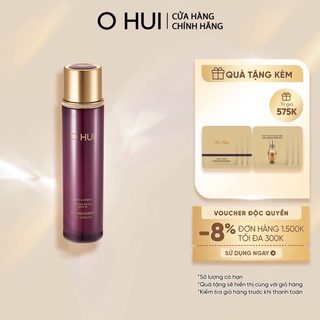 O HUI
CỬA HÀNG
CHÍNH HÃNG
QUÀ TẶNG KÈM
Trị giá
575K
O HUI
VOUCHER ĐỘC QUYỀN
-8%
ĐƠN HÀNG 1.500K
TỐI ĐA 300K
SỬ DỤNG NGAY
*Số lượng có hạn
*Quà tặng sẽ hiển thị cùng với giỏ hàng
*Kiểm tra giỏ hàng trước khi thanh toán